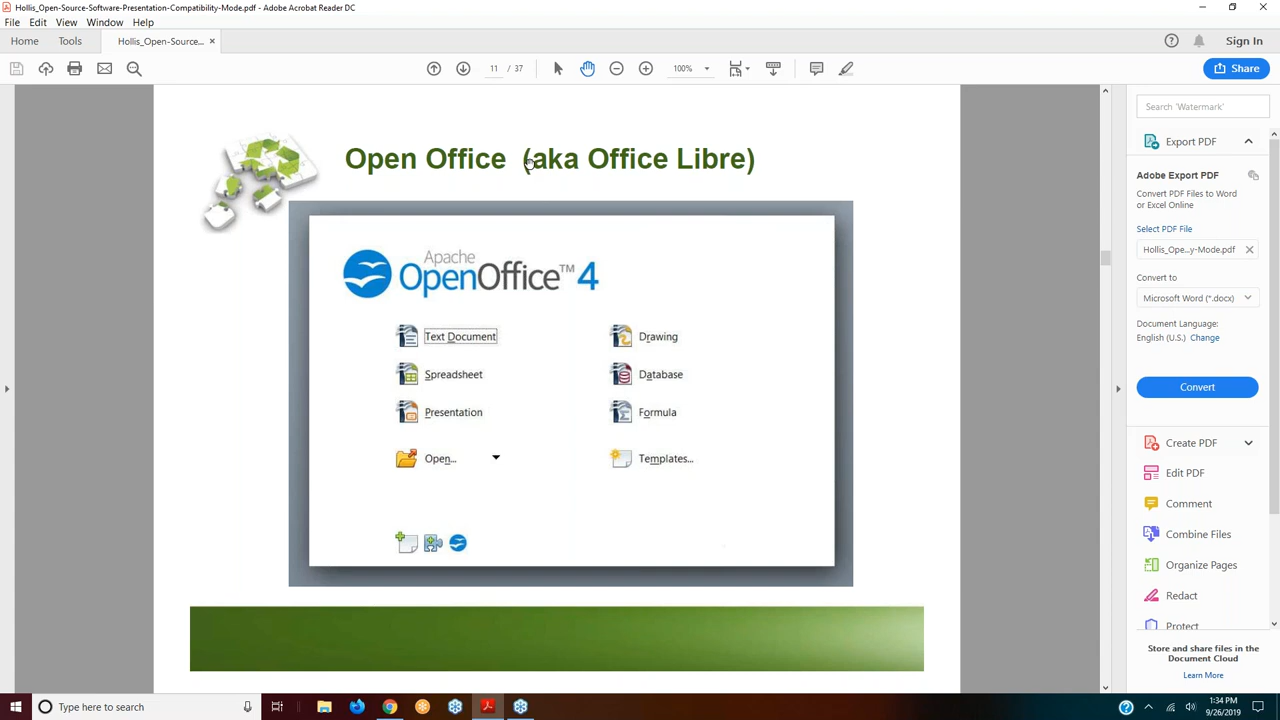 Hollis_Open-Source-Software-Presentation-Compatibility-Mode.pdf - Adobe Acrobat Reader DC
File Edit View Window Help
Home Tools Hollis_Open-Source... × Sign In
11 / 37 100% Share
Open Office (aka Office Libre)
Apache
OpenOffice™ 4
Text Document
Spreadsheet
Presentation
Open...
Drawing
Database
Formula
Templates...
Search 'Watermark'
Export PDF
Adobe Export PDF
Convert PDF Files to Word
or Excel Online
Select PDF File
Hollis_Ope...y-Mode.pdf
Convert to
Microsoft Word (*.docx)
Document Language:
English (U.S.) Change
Convert
Create PDF
Edit PDF
Comment
Combine Files
Organize Pages
Redact
Protect
Store and share files in the
Document Cloud
Learn More
Type here to search
1:34 PM
9/26/2019